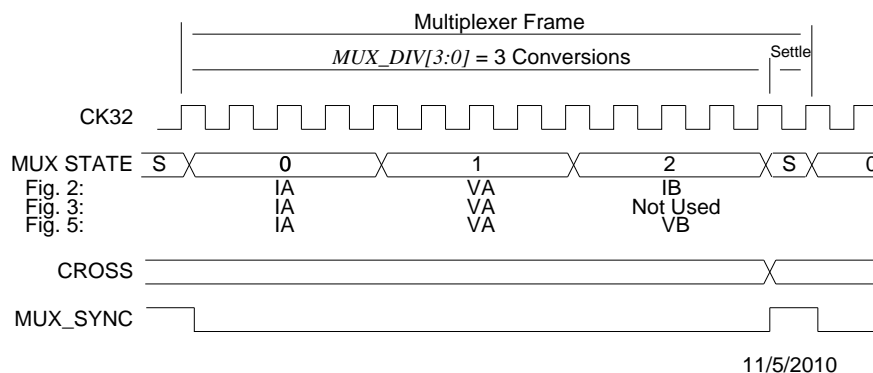 Multiplexer Frame
MUX_DIV[3:0] = 3 Conversions
Settle
CK32
MUX STATE S 0 1 2 S 0
Fig. 2: IA VA IB
Fig. 3: IA VA Not Used
Fig. 5: IA VA VB
CROSS
MUX_SYNC
11/5/2010